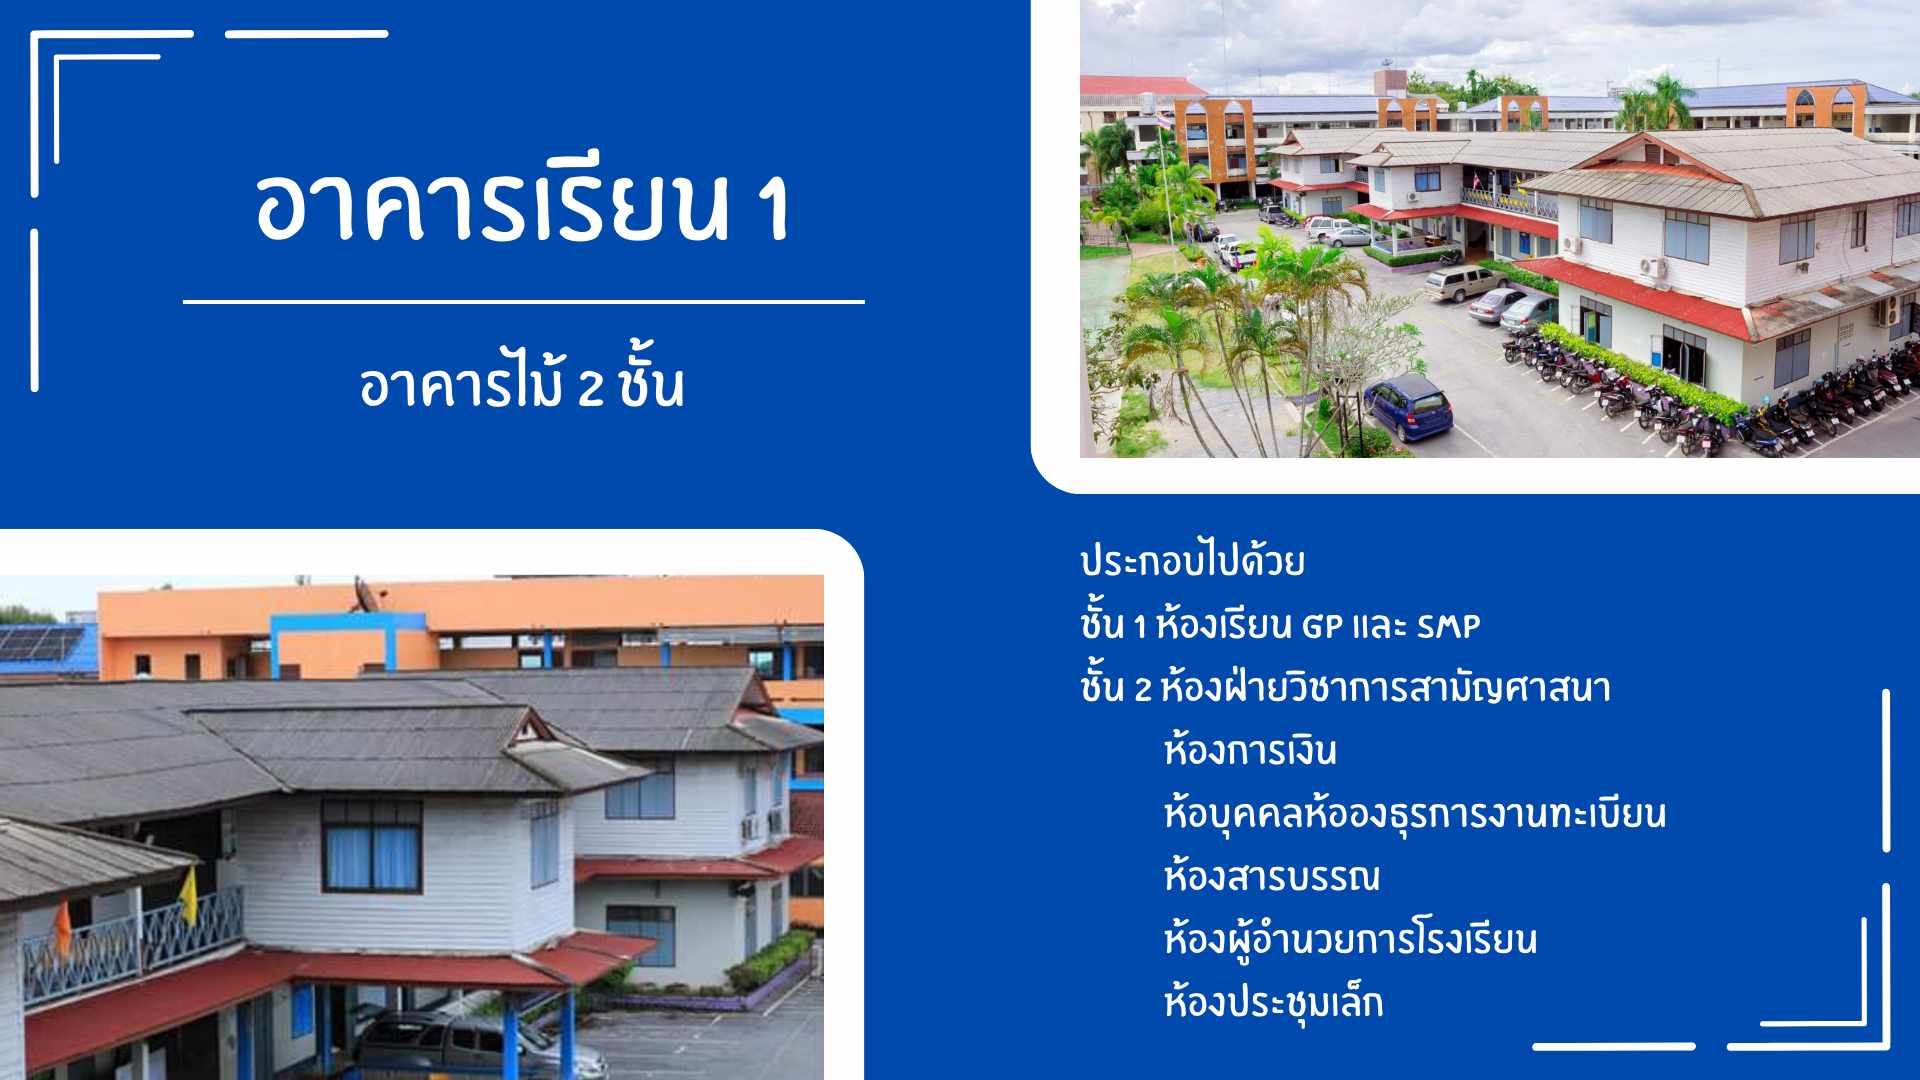 อาคารเรียน 1
อาคารไม้ 2 ชั้น
ประกอบไปด้วย
ชั้น 1 ห้องเรียน GP และ SMP
ชั้น 2 ห้องฝ่ายวิชาการสามัญศาสนา
ห้องการเงิน
ห้อบุคคลห้อองธุรการงานทะเบียน
ห้องสารบรรณ
ห้องผู้อำนวยการโรงเรียน
ห้องประชุมเล็ก